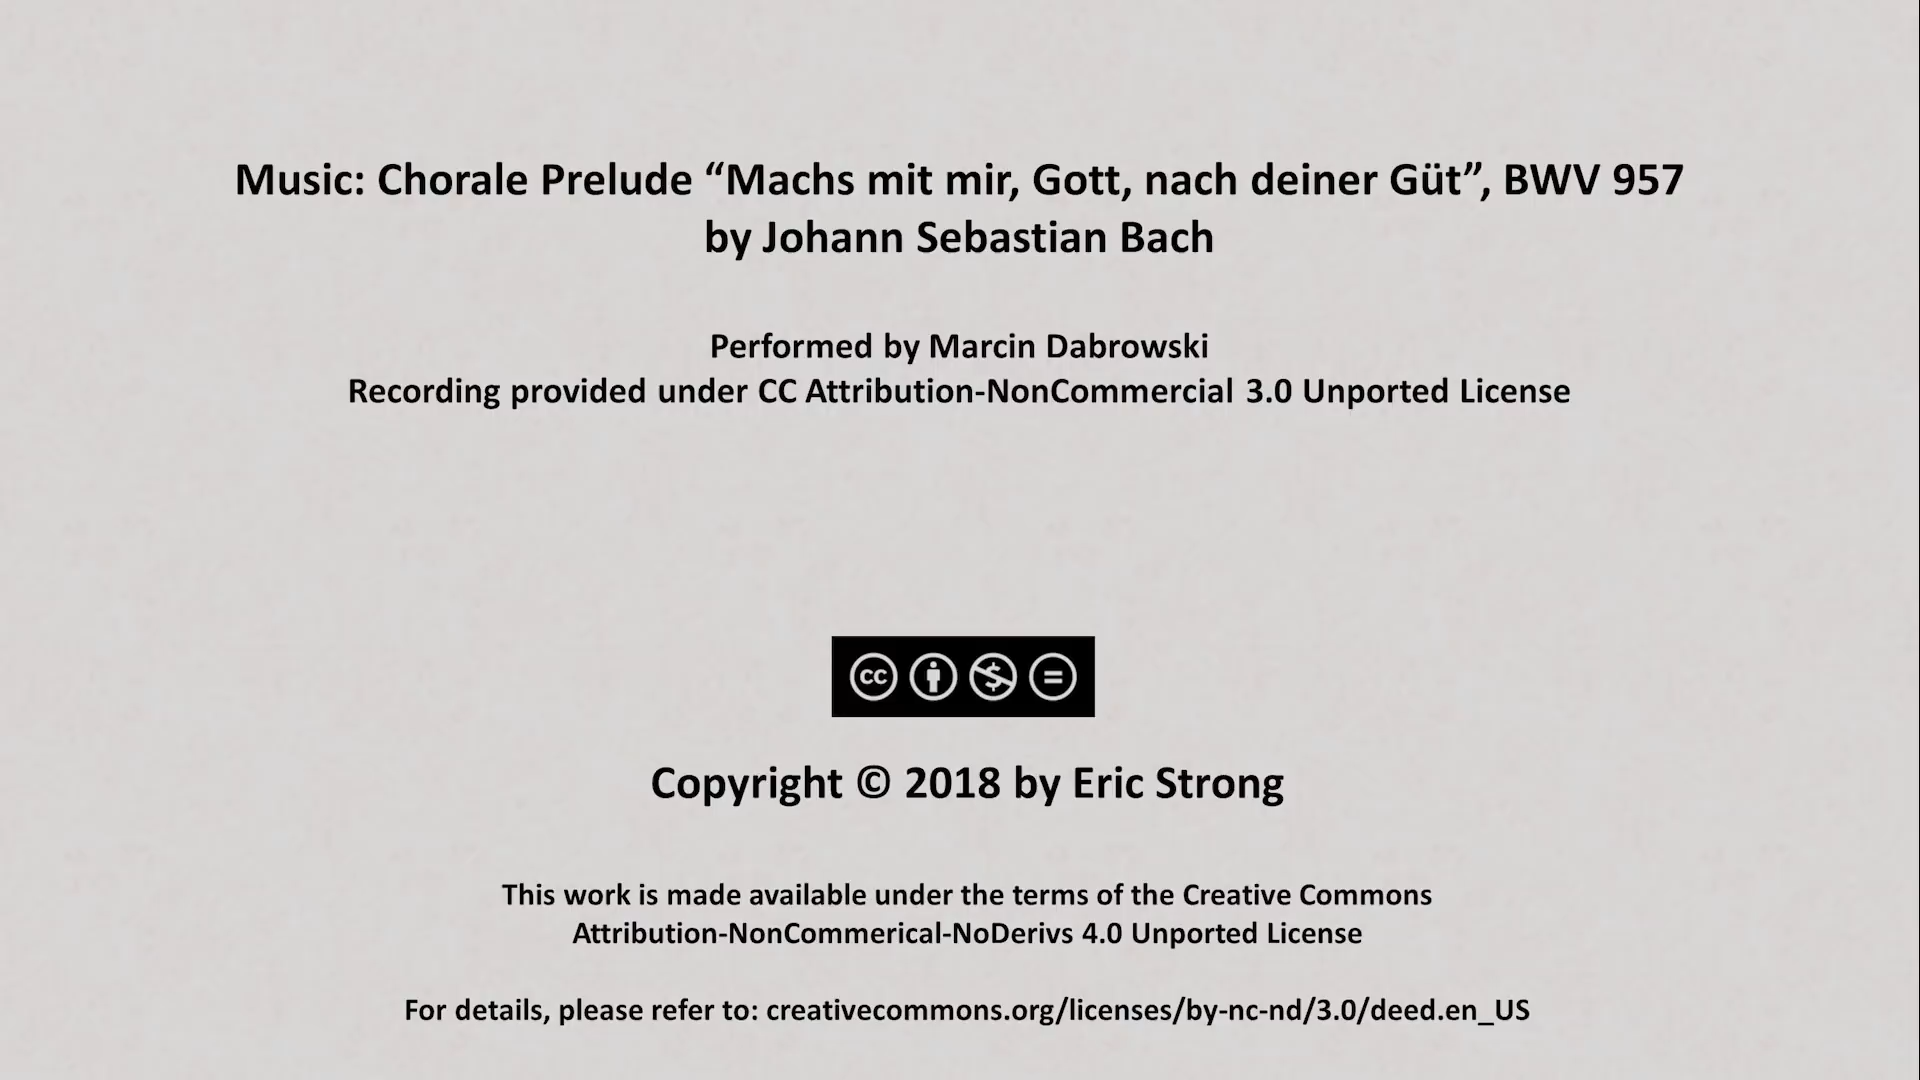 Music: Chorale Prelude “Machs mit mir, Gott, nach deiner Güt”, BWV 957
by Johann Sebastian Bach
Performed by Marcin Dabrowski
Recording provided under CC Attribution-NonCommercial 3.0 Unported License
cc
Copyright © 2018 by Eric Strong
This work is made available under the terms of the Creative Commons
Attribution-NonCommerical-NoDerivs 4.0 Unported License
For details, please refer to: creativecommons.org/licenses/by-nc-nd/3.0/deed.en_US